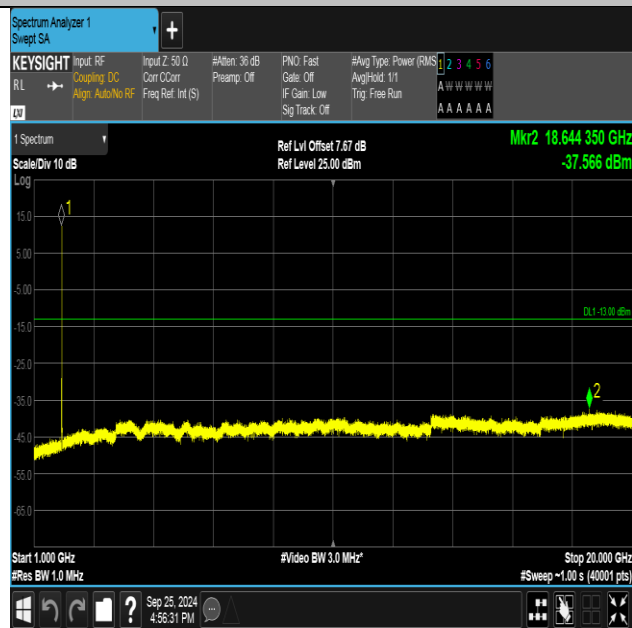 Spectrum Analyzer 1
Swept SA
+
KEYSIGHT
RL
LXI
Input: RF
Coupling: DC
Align: Auto/No RF
Input Z: 50 Ω
Corr CCorr
Freq Ref: Int (S)
#Atten: 36 dB
Preamp: Off
PNO: Fast
Gate: Off
IF Gain: Low
Sig Track: Off
#Avg Type: Power (RMS
Avg|Hold: 1/1
Trig: Free Run
1 2 3 4 5 6
A W W W W W
A A A A A A
1 Spectrum
Scale/Div 10 dB
Ref Lvl Offset 7.67 dB
Ref Level 25.00 dBm
Mkr2 18.644 350 GHz
-37.566 dBm
Log
1
15.0
5.00
DL1 -13.00 dBm
-15.0
-25.0
2
-35.0
-45.0
-55.0
-65.0
Start 1.000 GHz
#Video BW 3.0 MHz*
Stop 20.000 GHz
#Res BW 1.0 MHz
#Sweep ~1.00 s (40001 pts)
?
Sep 25, 2024
4:56:31 PM